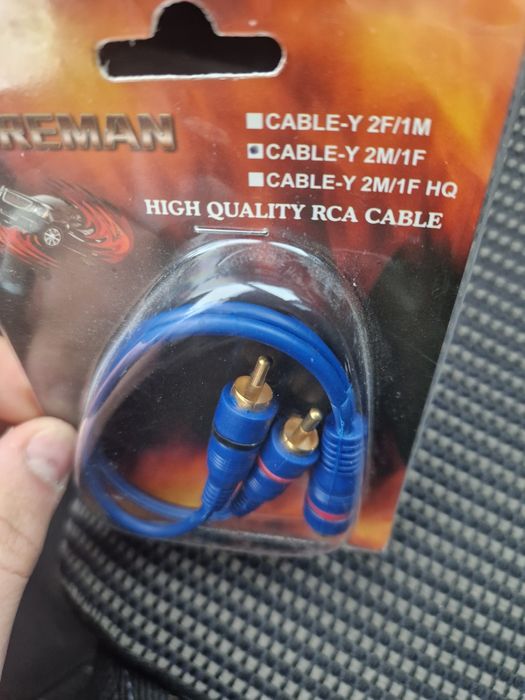 REMAN
CABLE-Y 2F/1M
CABLE-Y 2M/1F
CABLE-Y 2M/1F HQ
HIGH QUALITY RCA CABLE